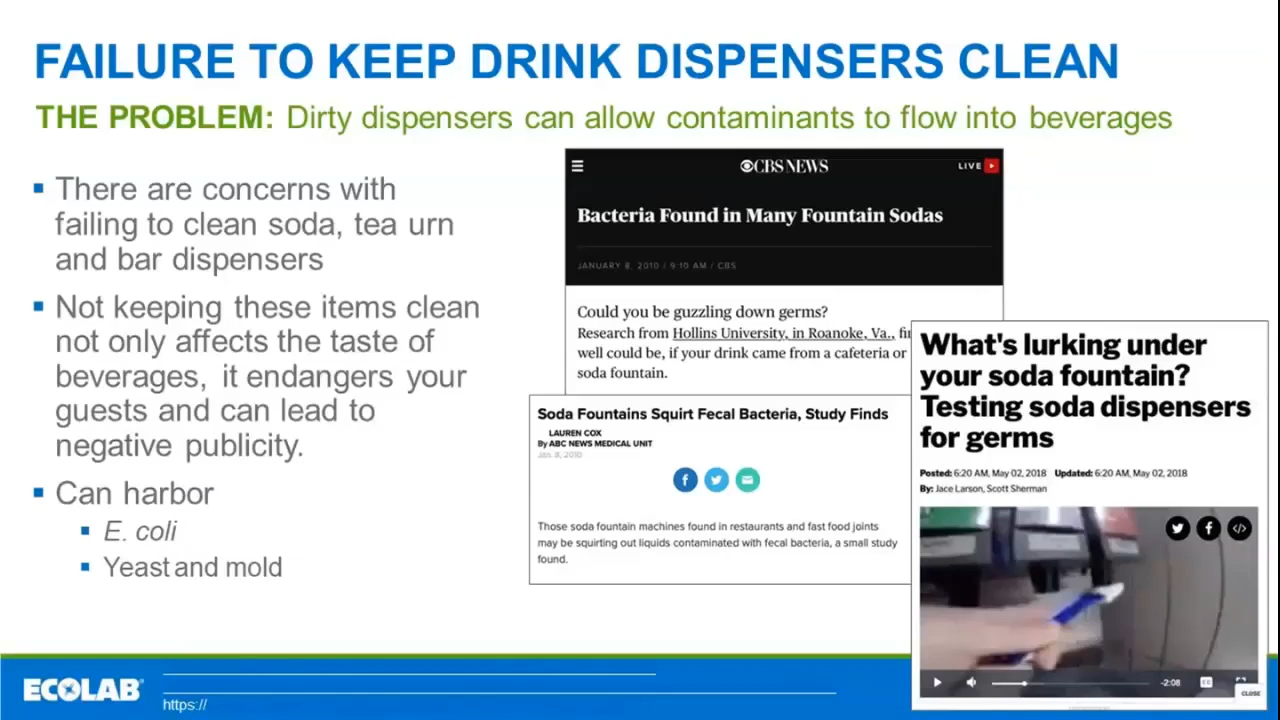 FAILURE TO KEEP DRINK DISPENSERS CLEAN
THE PROBLEM: Dirty dispensers can allow contaminants to flow into beverages
There are concerns with
failing to clean soda, tea urn
and bar dispensers
Not keeping these items clean
not only affects the taste of
beverages, it endangers your
guests and can lead to
negative publicity.
Can harbor
E. coli
Yeast and mold
CBS NEWS
LIVE
Bacteria Found in Many Fountain Sodas
JANUARY 8, 2010 / 9:10 AM / CBS
Could you be guzzling down germs?
Research from Hollins University, in Roanoke, Va., fi
well could be, if your drink came from a cafeteria or
soda fountain.
Soda Fountains Squirt Fecal Bacteria, Study Finds
LAUREN COX
By ABC NEWS MEDICAL UNIT
Jan. 8, 2010
Those soda fountain machines found in restaurants and fast food joints
may be squirting out liquids contaminated with fecal bacteria, a small study
found.
What's lurking under
your soda fountain?
Testing soda dispensers
for germs
Posted: 6:20 AM, May 02, 2018 Updated: 6:20 AM, May 02, 2018
By: Jace Larson, Scott Sherman
-2:08
CC
CLOSE
ECOLAB
https://